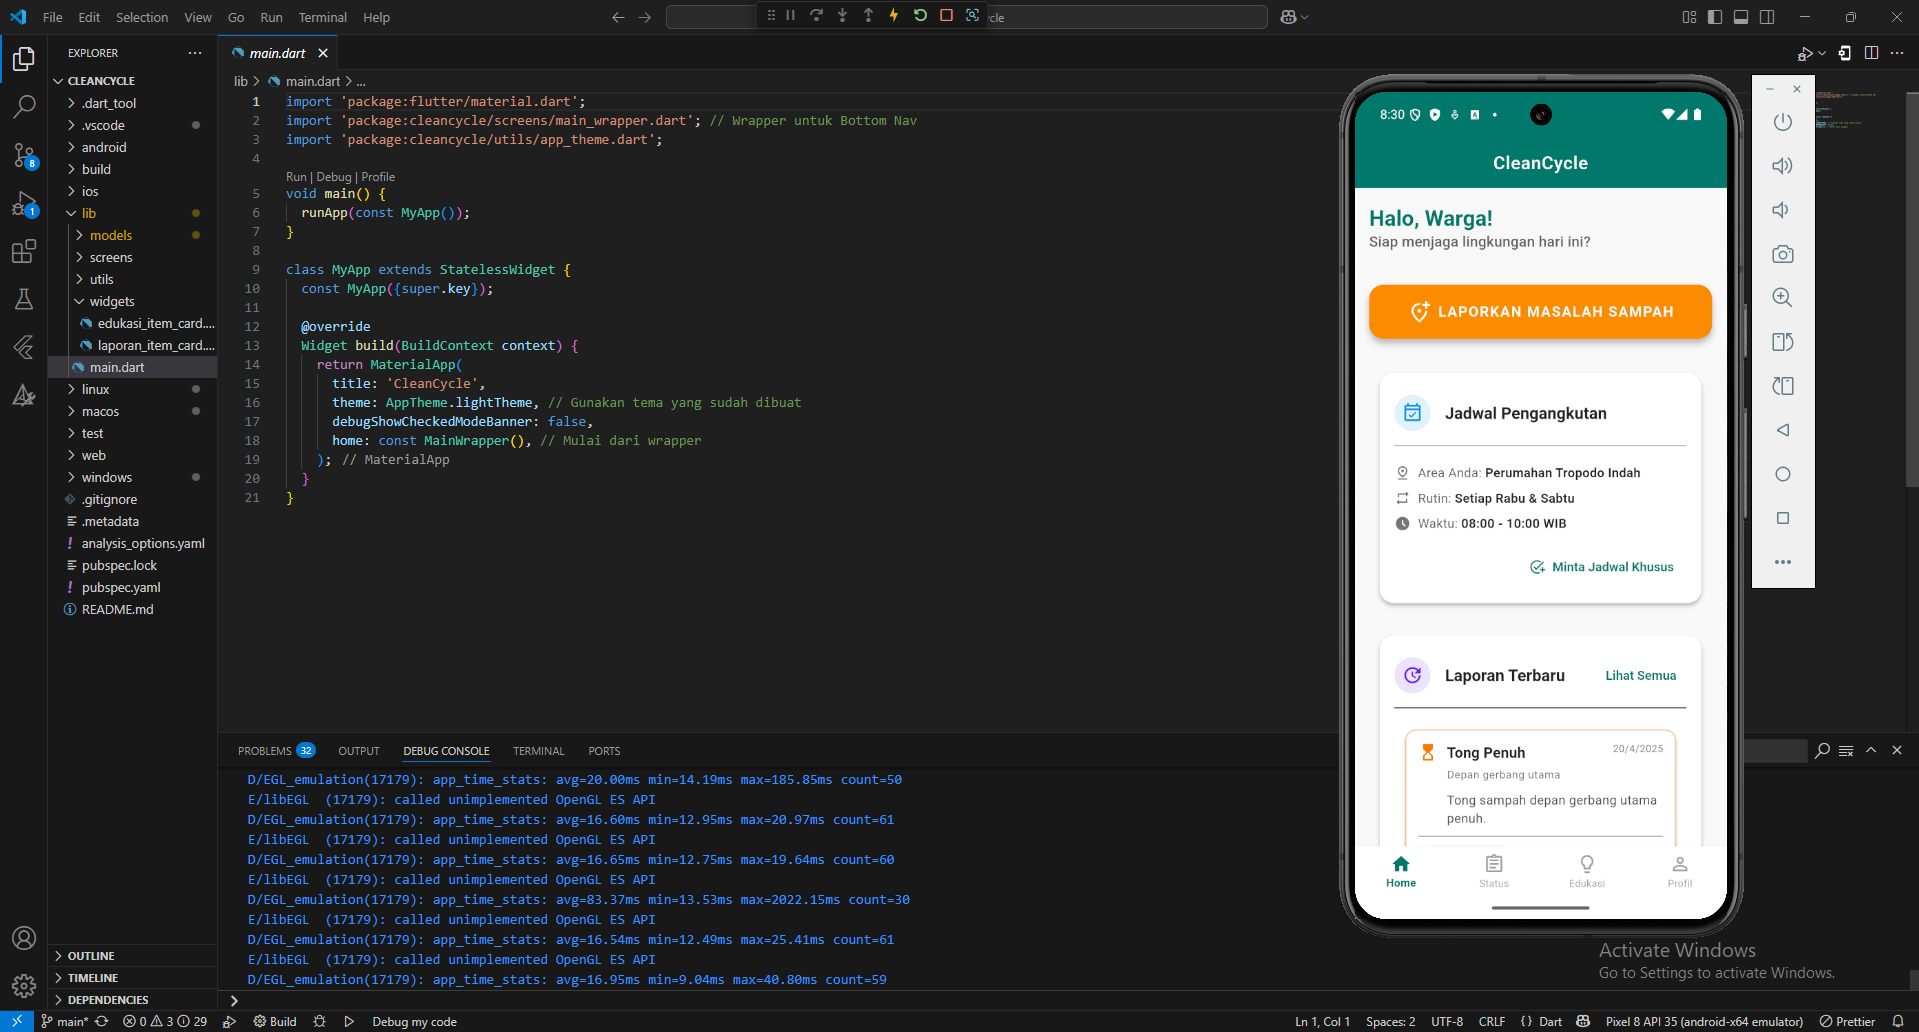 File Edit Selection View Go Run Terminal Help
cle
EXPLORER
CLEANCYCLE
.dart_tool
.vscode
android
build
ios
lib
models
screens
utils
widgets
edukasi_item_card....
laporan_item_card....
main.dart
linux
macos
test
web
windows
.gitignore
.metadata
analysis_options.yaml
pubspec.lock
pubspec.yaml
README.md
OUTLINE
TIMELINE
DEPENDENCIES
8
1
main.dart
lib > main.dart > ...
1 import 'package:flutter/material.dart';
2 import 'package:cleancycle/screens/main_wrapper.dart'; // Wrapper untuk Bottom Nav
3 import 'package:cleancycle/utils/app_theme.dart';
4
Run | Debug | Profile
5 void main() {
6 runApp(const MyApp());
7 }
8
9 class MyApp extends StatelessWidget {
10 const MyApp({super.key});
11
12 @override
13 Widget build(BuildContext context) {
14 return MaterialApp(
15 title: 'CleanCycle',
16 theme: AppTheme.lightTheme, // Gunakan tema yang sudah dibuat
17 debugShowCheckedModeBanner: false,
18 home: const MainWrapper(), // Mulai dari wrapper
19 ); // MaterialApp
20 }
21 }
PROBLEMS 32 OUTPUT DEBUG CONSOLE TERMINAL PORTS
D/EGL_emulation(17179): app_time_stats: avg=20.00ms min=14.19ms max=185.85ms count=50
E/libEGL (17179): called unimplemented OpenGL ES API
D/EGL_emulation(17179): app_time_stats: avg=16.60ms min=12.95ms max=20.97ms count=61
E/libEGL (17179): called unimplemented OpenGL ES API
D/EGL_emulation(17179): app_time_stats: avg=16.65ms min=12.75ms max=19.64ms count=60
E/libEGL (17179): called unimplemented OpenGL ES API
D/EGL_emulation(17179): app_time_stats: avg=83.37ms min=13.53ms max=2022.15ms count=30
E/libEGL (17179): called unimplemented OpenGL ES API
D/EGL_emulation(17179): app_time_stats: avg=16.54ms min=12.49ms max=25.41ms count=61
E/libEGL (17179): called unimplemented OpenGL ES API
D/EGL_emulation(17179): app_time_stats: avg=16.95ms min=9.04ms max=40.80ms count=59
8:30
CleanCycle
Halo, Warga!
Siap menjaga lingkungan hari ini?
LAPORKAN MASALAH SAMPAH
Jadwal Pengangkutan
Area Anda: Perumahan Tropodo Indah
Rutin: Setiap Rabu & Sabtu
Waktu: 08:00 - 10:00 WIB
Minta Jadwal Khusus
Laporan Terbaru Lihat Semua
Tong Penuh 20/4/2025
Depan gerbang utama
Tong sampah depan gerbang utama
penuh.
Home Status Edukasi Profil
Activate Windows
Go to Settings to activate Windows.
main* 0 3 29 Build Debug my code Ln 1, Col 1 Spaces: 2 UTF-8 CRLF {} Dart Pixel 8 API 35 (android-x64 emulator) Prettier